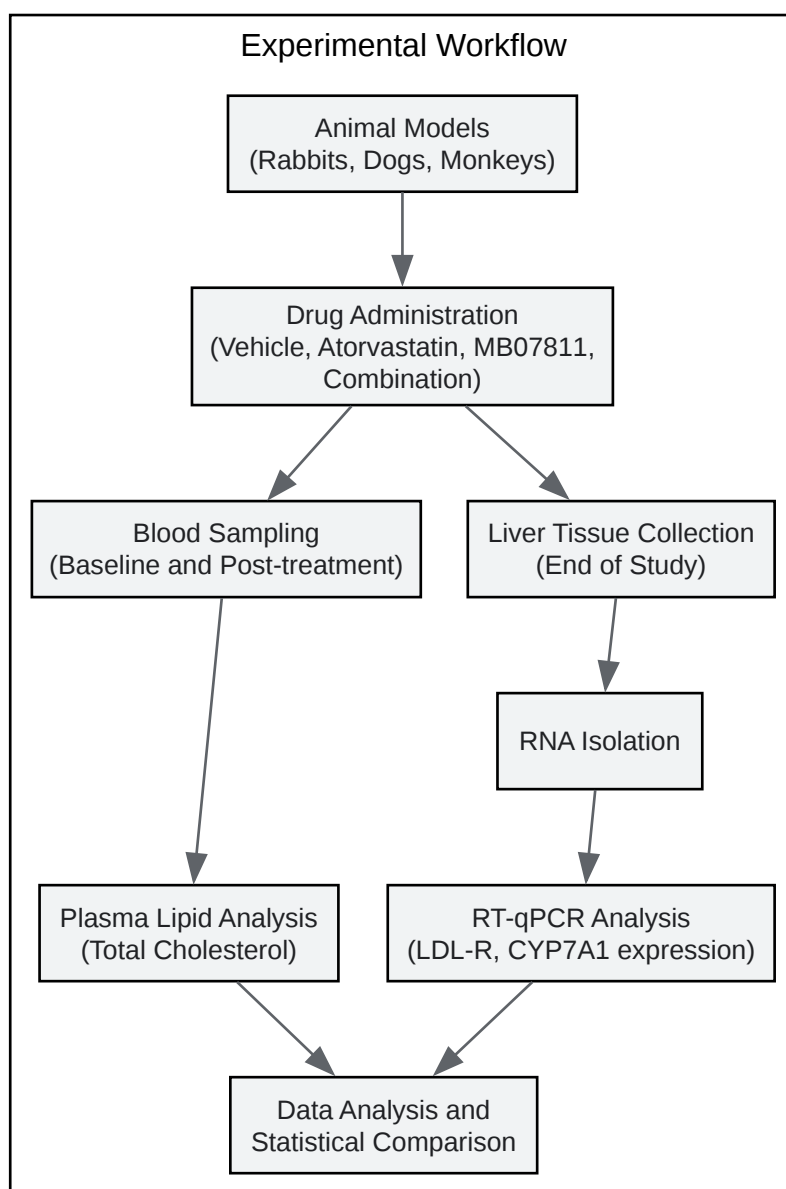 Experimental Workflow
Animal Models
(Rabbits, Dogs, Monkeys)
Drug Administration
(Vehicle, Atorvastatin, MB07811,
Combination)
Blood Sampling
(Baseline and Post-treatment)
Liver Tissue Collection
(End of Study)
RNA Isolation
Plasma Lipid Analysis
(Total Cholesterol)
RT-qPCR Analysis
(LDL-R, CYP7A1 expression)
Data Analysis and
Statistical Comparison